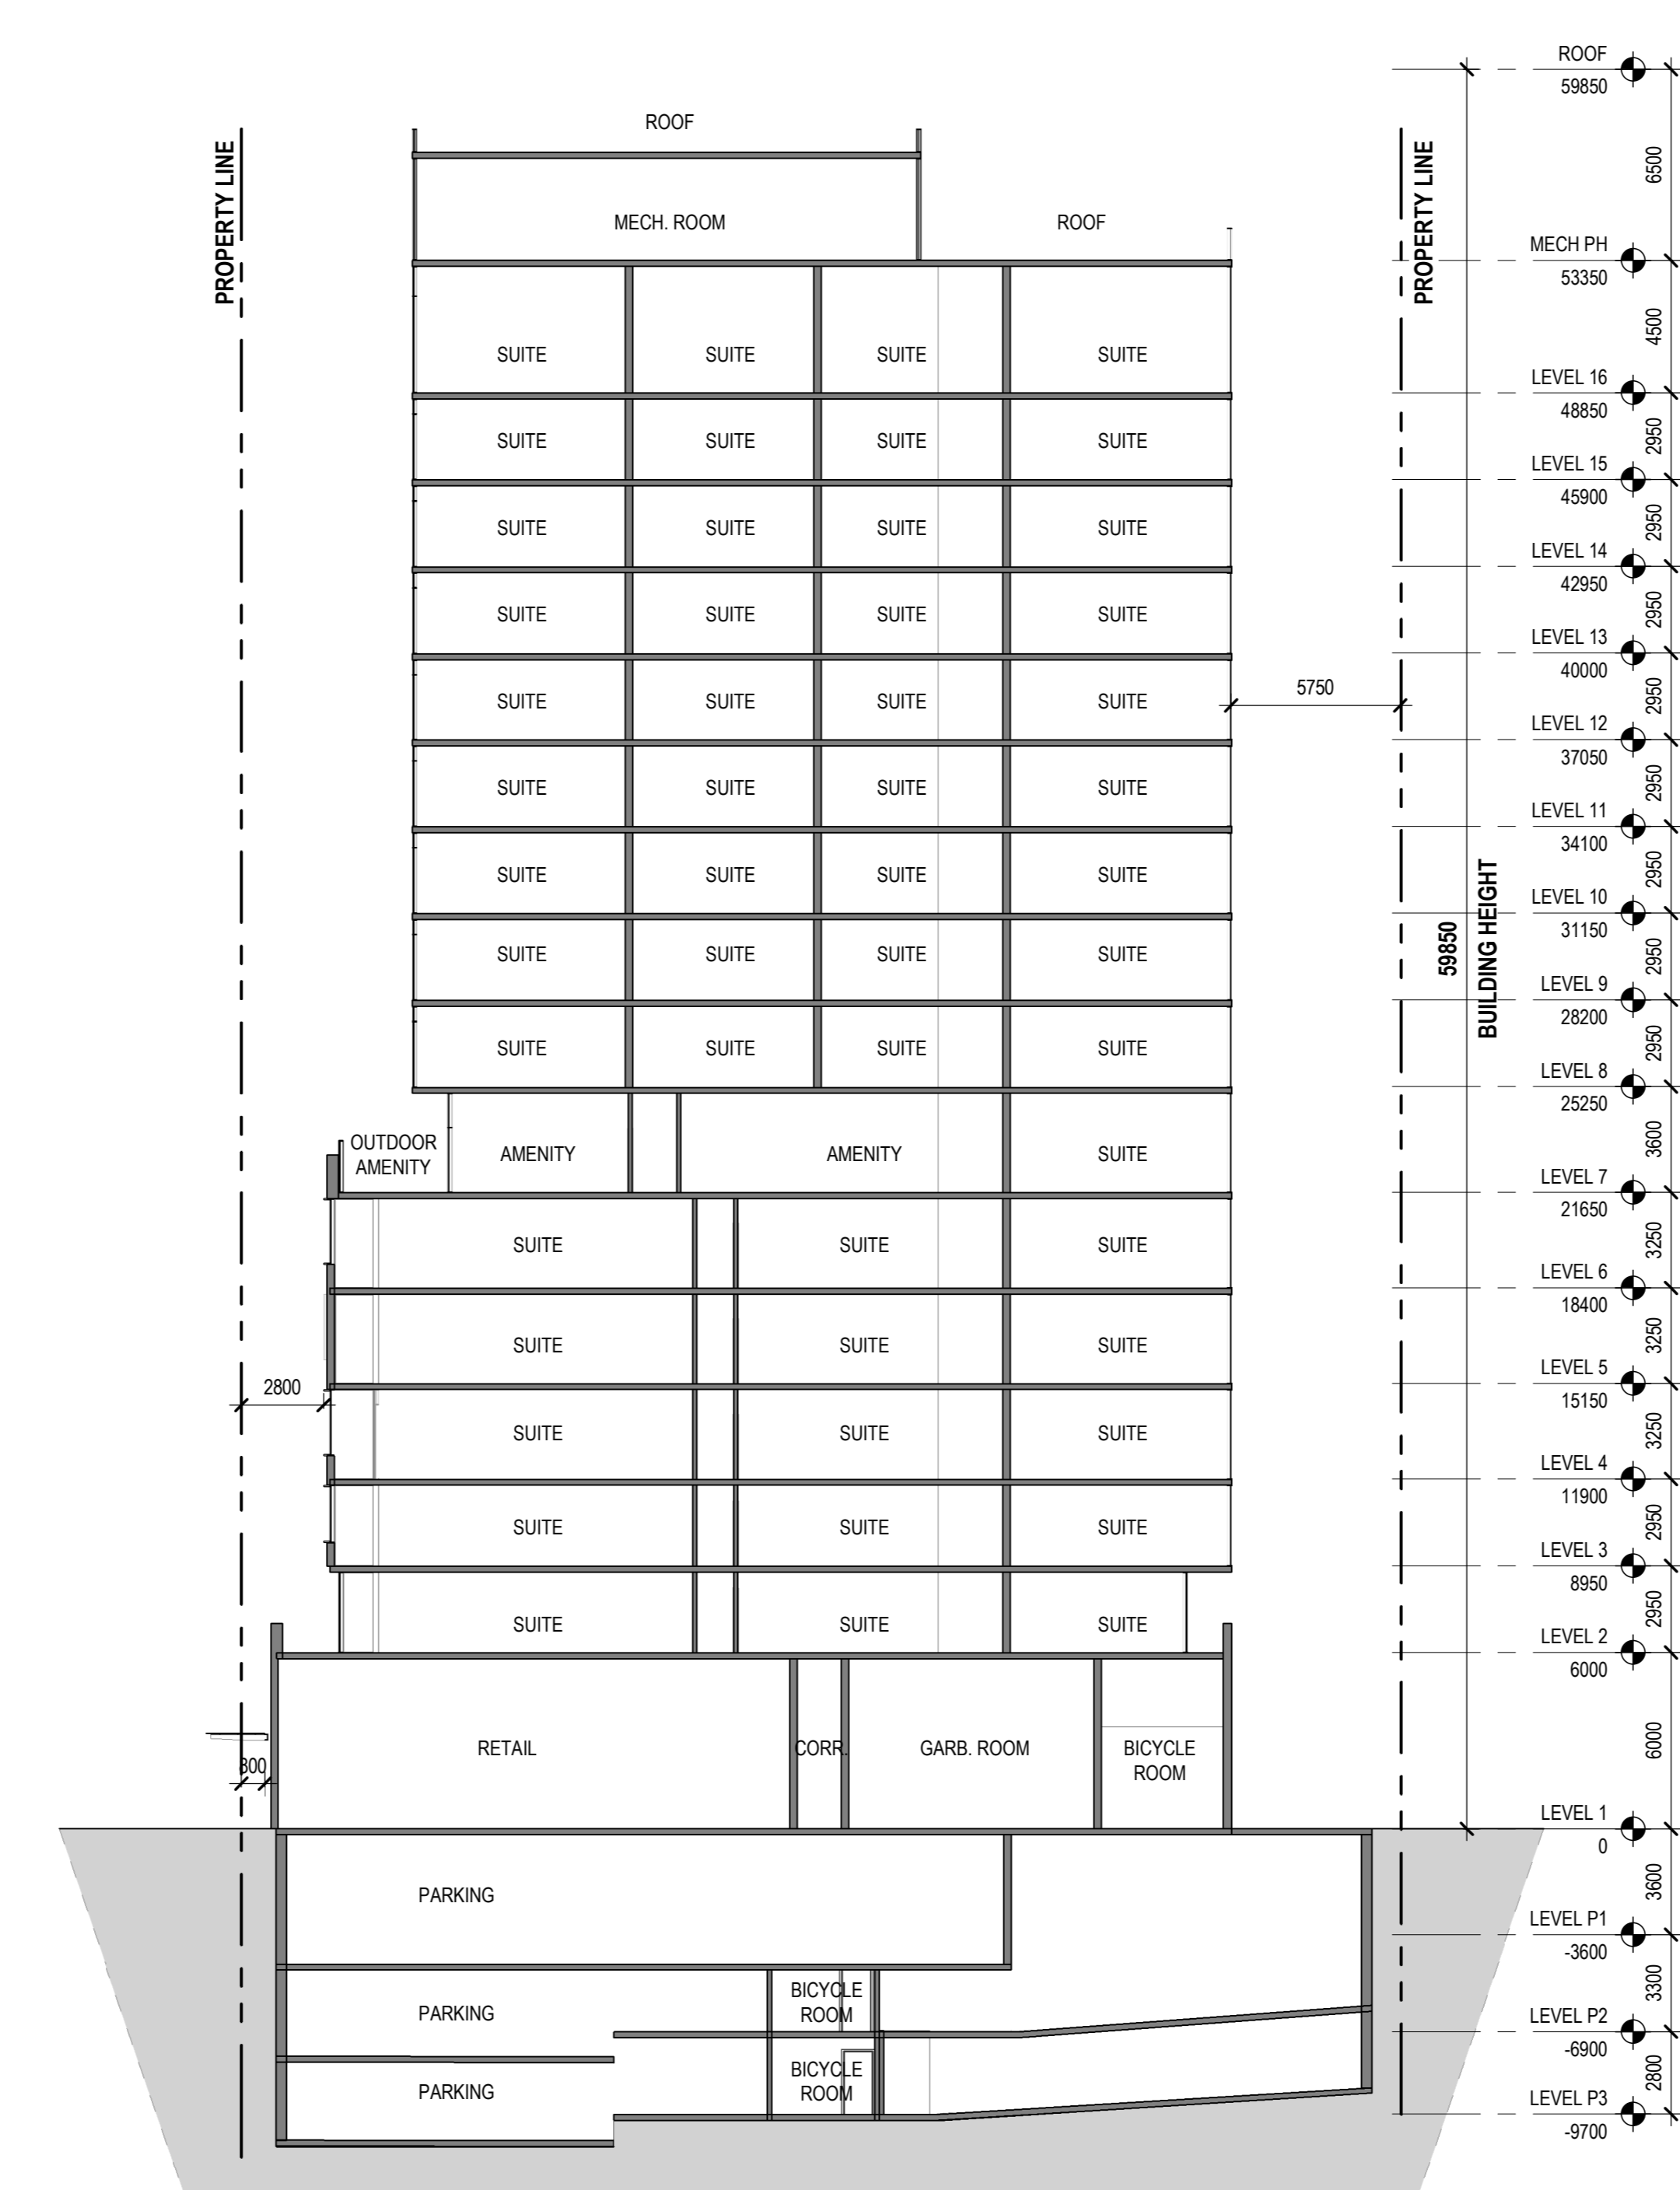 ROOF
59850
ROOF
6500
PROPERTY LINE
PROPERTY LINE
MECH. ROOM
ROOF
MECH PH
53350
4500
SUITE SUITE SUITE SUITE
LEVEL 16
48850
2950
SUITE SUITE SUITE SUITE
LEVEL 15
45900
2950
SUITE SUITE SUITE SUITE
LEVEL 14
42950
2950
SUITE SUITE SUITE SUITE
LEVEL 13
40000
2950
SUITE SUITE SUITE SUITE
5750
LEVEL 12
37050
2950
SUITE SUITE SUITE SUITE
LEVEL 11
34100
2950
SUITE SUITE SUITE SUITE
LEVEL 10
31150
2950
SUITE SUITE SUITE SUITE
59850
BUILDING HEIGHT
LEVEL 9
28200
2950
SUITE SUITE SUITE SUITE
LEVEL 8
25250
3600
OUTDOOR
AMENITY
AMENITY
AMENITY
SUITE
LEVEL 7
21650
3250
SUITE SUITE SUITE
LEVEL 6
18400
3250
SUITE SUITE SUITE
LEVEL 5
15150
2800
3250
SUITE SUITE SUITE
LEVEL 4
11900
2950
SUITE SUITE SUITE
LEVEL 3
8950
2950
SUITE SUITE SUITE
LEVEL 2
6000
6000
800
RETAIL
CORR.
GARB. ROOM
BICYCLE
ROOM
LEVEL 1
0
3600
PARKING
LEVEL P1
-3600
3300
PARKING
BICYCLE
ROOM
LEVEL P2
-6900
2800
PARKING
BICYCLE
ROOM
LEVEL P3
-9700